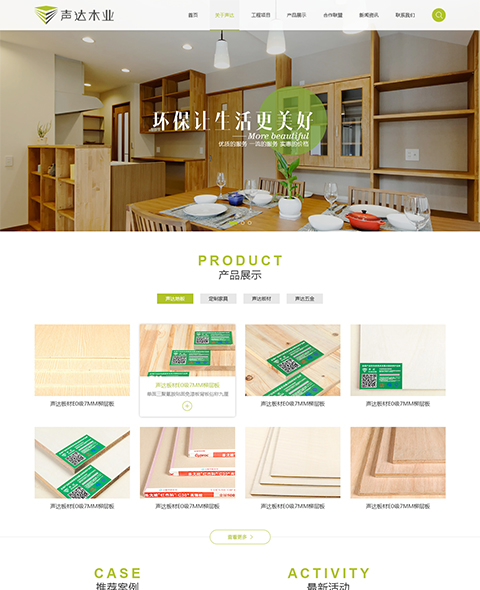 声达木业
首页 关于声达 工程项目 产品展示 合作联盟 新闻资讯 联系我们
环保让生活更美好
—— More beautiful
优质的服务 一流的服务 实惠的价格
PRODUCT
产品展示
声达地板 定制家具 声达板材 声达五金
声达板材E0级7MM柳层板
声达板材E0级7MM柳层板
声达板材E0级7MM柳层板
声达板材E0级7MM柳层板
声达板材E0级7MM柳层板
声达板材E0级7MM柳层板
声达板材E0级7MM柳层板
声达板材E0级7MM柳层板
查看更多 >
CASE
推荐案例
ACTIVITY
最新活动